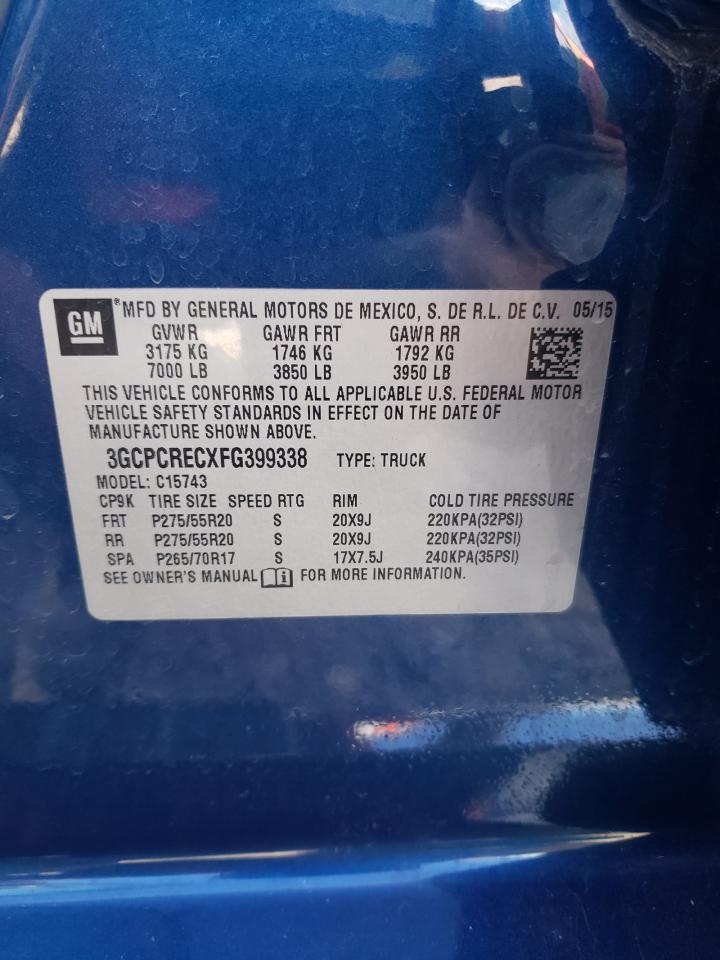 GM ® MFD BY GENERAL MOTORS DE MEXICO, S. DE R.L. DE C.V. 05/15
GVWR GAWR FRT GAWR RR
3175 KG 1746 KG 1792 KG
7000 LB 3850 LB 3950 LB
THIS VEHICLE CONFORMS TO ALL APPLICABLE U.S. FEDERAL MOTOR
VEHICLE SAFETY STANDARDS IN EFFECT ON THE DATE OF
MANUFACTURE SHOWN ABOVE.
3GCPCRECXFG399338 TYPE: TRUCK
MODEL: C15743
CP9K TIRE SIZE SPEED RTG RIM COLD TIRE PRESSURE
FRT P275/55R20 S 20X9J 220KPA(32PSI)
RR P275/55R20 S 20X9J 220KPA(32PSI)
SPA P265/70R17 S 17X7.5J 240KPA(35PSI)
SEE OWNER'S MANUAL i FOR MORE INFORMATION.